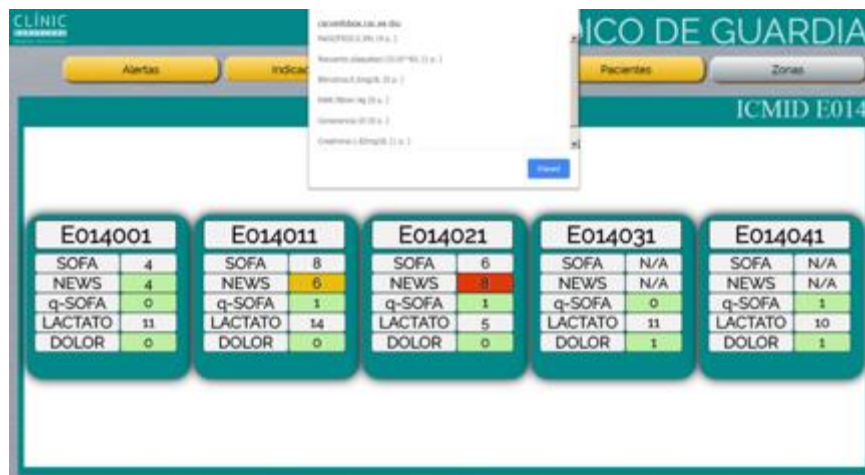 CLÍNIC
ICO DE GUARDIA
Alertas
Indicad
Pacientes
Zonas
ICMID E014
E014001
SOFA 4
NEWS 4
q-SOFA 0
LACTATO 11
DOLOR 0
E014011
SOFA 8
NEWS 6
q-SOFA 1
LACTATO 14
DOLOR 0
E014021
SOFA 6
NEWS 8
q-SOFA 1
LACTATO 5
DOLOR 0
E014031
SOFA N/A
NEWS N/A
q-SOFA 0
LACTATO 11
DOLOR 1
E014041
SOFA N/A
NEWS N/A
q-SOFA 1
LACTATO 10
DOLOR 1